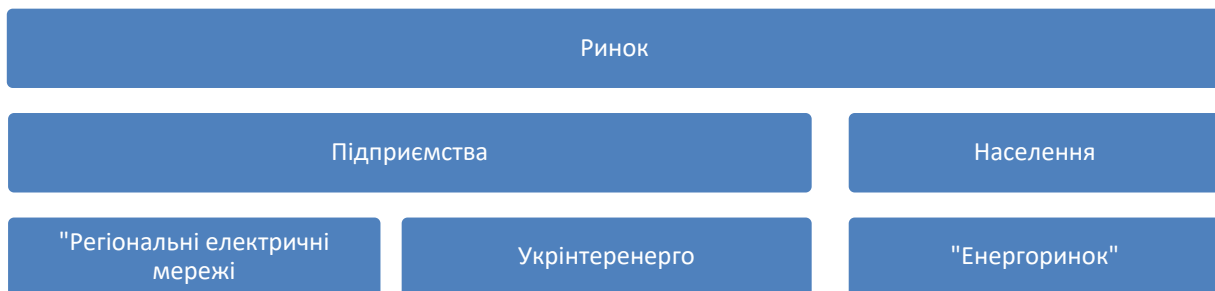 Ринок
Підприємства
Населення
"Регіональні електричні
мережі
Укрінтеренерго
"Енергоринок"